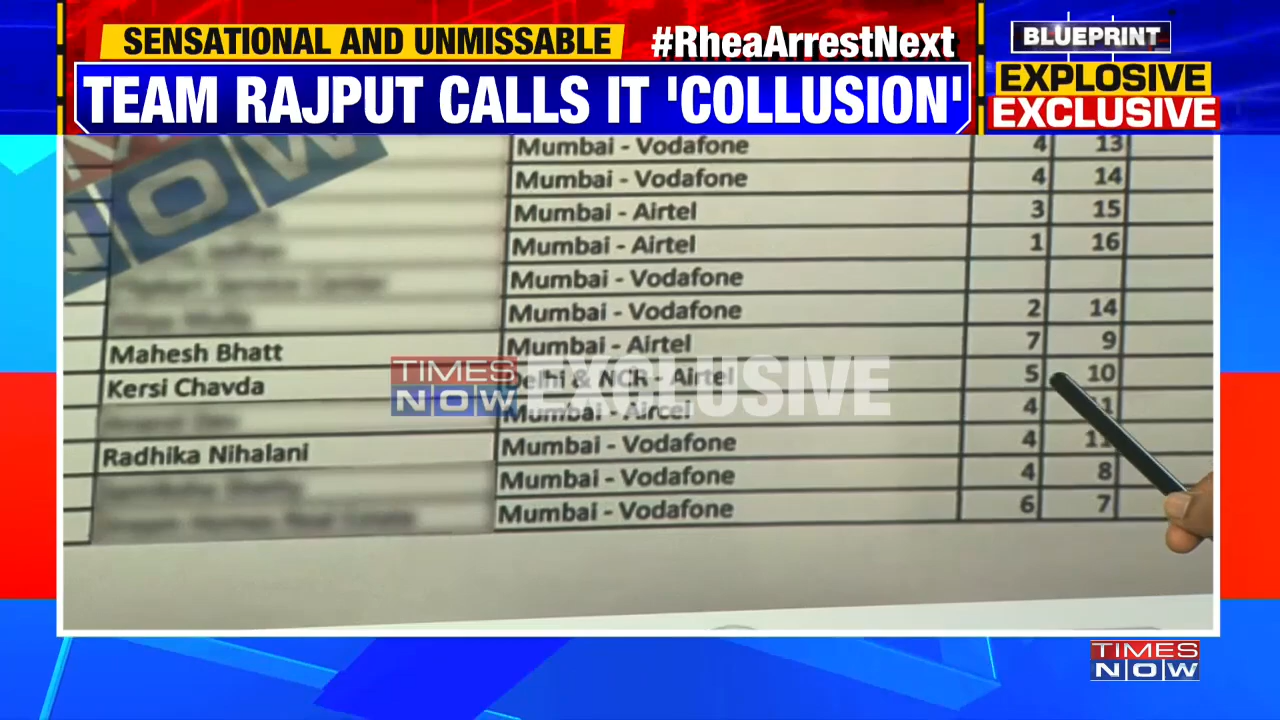 SENSATIONAL AND UNMISSABLE
#RheaArrestNext
BLUEPRINT
TEAM RAJPUT CALLS IT 'COLLUSION'
EXPLOSIVE
EXCLUSIVE
NOW
Mumbai - Vodafone 4 13
Mumbai - Vodafone 4 14
Mumbai - Airtel 3 15
Mumbai - Airtel 1 16
Mumbai - Vodafone
Mumbai - Vodafone 2 14
Mahesh Bhatt Mumbai - Airtel 7 9
Kersi Chavda Delhi & NCR - Airtel 5 10
Mumbai - Aircel 4
Radhika Nihalani Mumbai - Vodafone 4 11
Mumbai - Vodafone 4 8
Mumbai - Vodafone 6 7
TIMES NOW EXCLUSIVE
TIMES
NOW